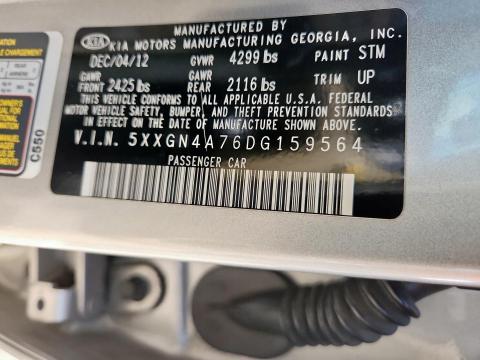 MANUFACTURED BY
KIA KIA MOTORS MANUFACTURING GEORGIA, INC.
DEC/04/12 GVWR 4299 lbs PAINT STM
GAWR GAWR TRIM UP
FRONT 2425 lbs REAR 2116 lbs
THIS VEHICLE CONFORMS TO ALL APPLICABLE U.S.A. FEDERAL
MOTOR VEHICLE SAFETY, BUMPER, AND THEFT PREVENTION STANDARDS
IN EFFECT ON THE DATE OF MANUFACTURE SHOWN ABOVE.
V.I.N. 5XXGN4A76DG159564
PASSENGER CAR
C550